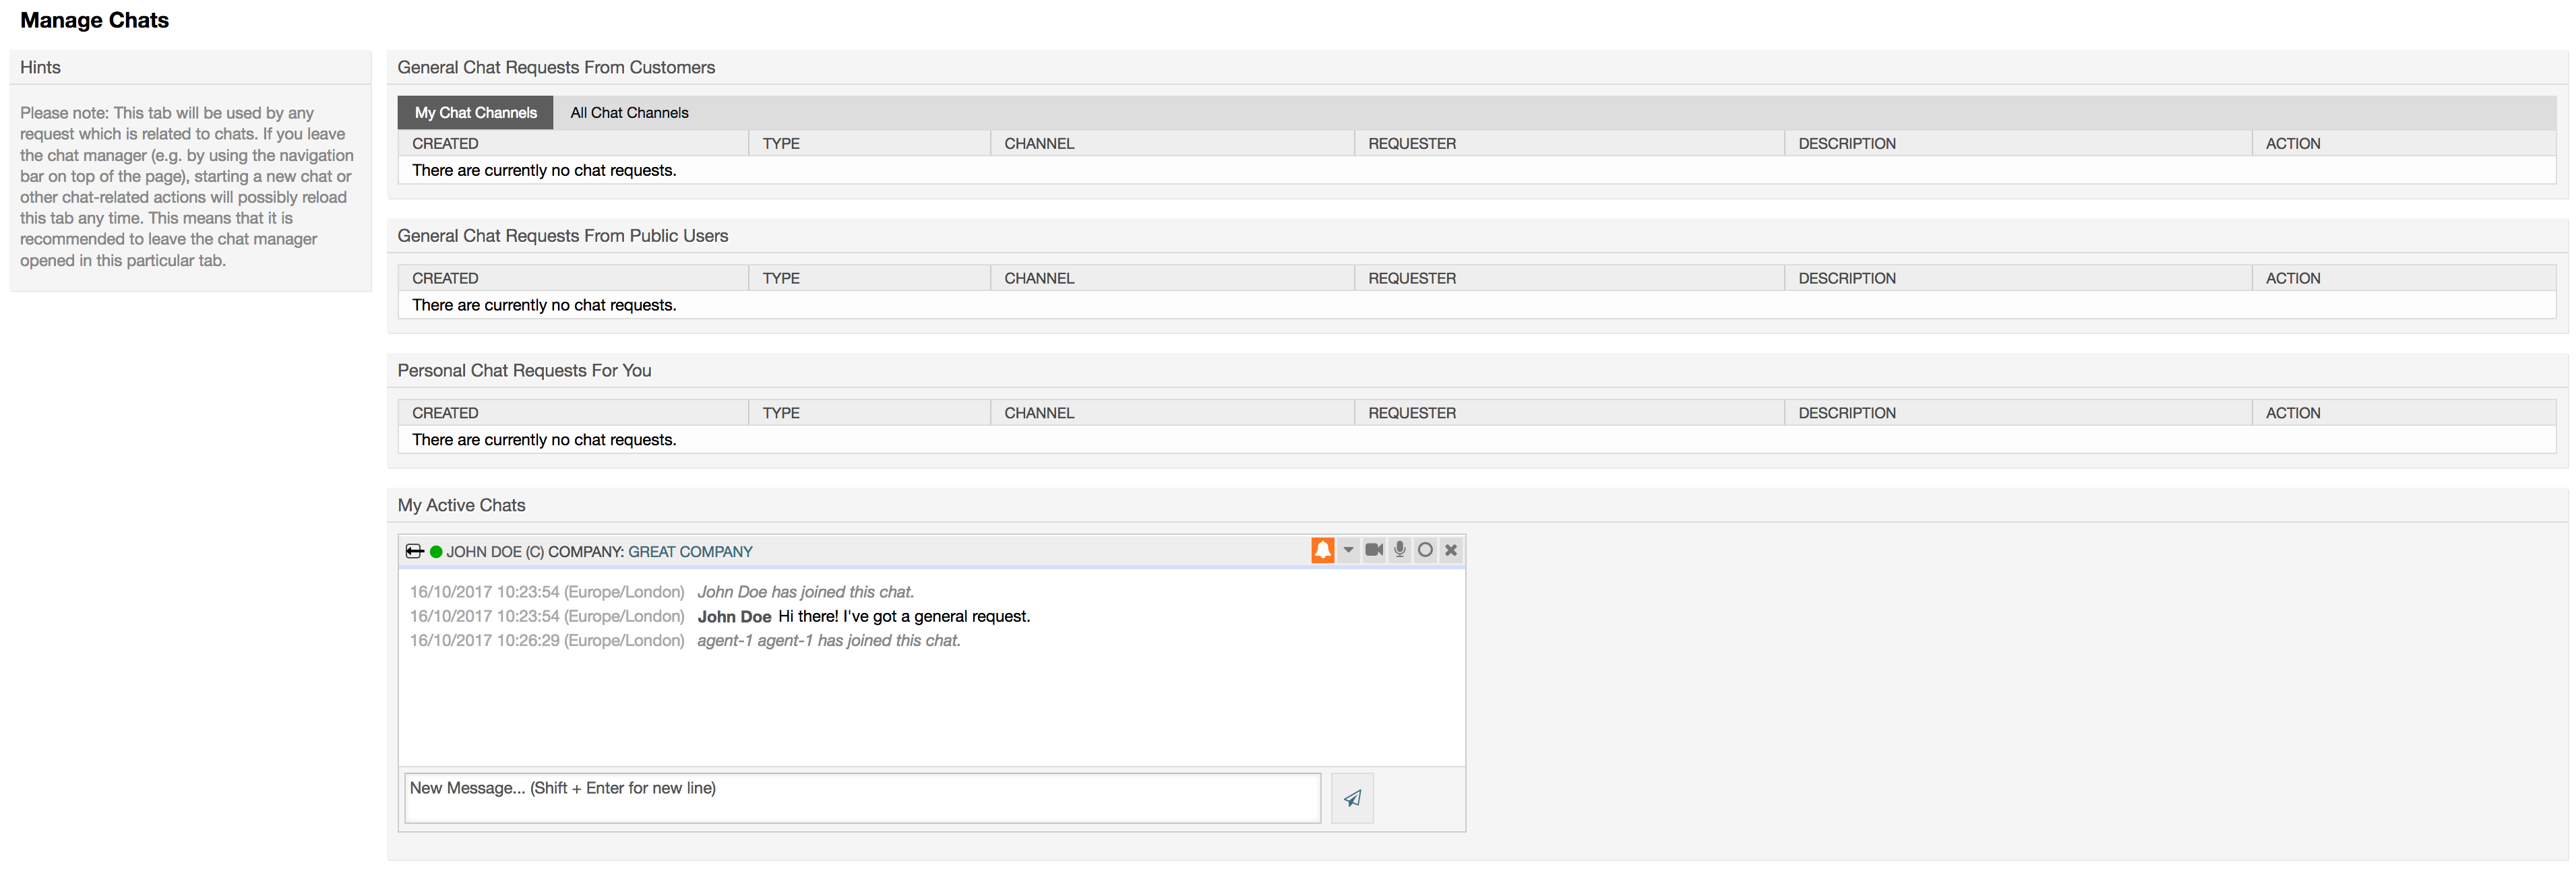 Manage Chats
Hints
Please note: This tab will be used by any
request which is related to chats. If you leave
the chat manager (e.g. by using the navigation
bar on top of the page), starting a new chat or
other chat-related actions will possibly reload
this tab any time. This means that it is
recommended to leave the chat manager
opened in this particular tab.
General Chat Requests From Customers
My Chat Channels All Chat Channels
CREATED TYPE CHANNEL REQUESTER DESCRIPTION ACTION
There are currently no chat requests.
General Chat Requests From Public Users
CREATED TYPE CHANNEL REQUESTER DESCRIPTION ACTION
There are currently no chat requests.
Personal Chat Requests For You
CREATED TYPE CHANNEL REQUESTER DESCRIPTION ACTION
There are currently no chat requests.
My Active Chats
JOHN DOE (C) COMPANY: GREAT COMPANY
16/10/2017 10:23:54 (Europe/London) John Doe has joined this chat.
16/10/2017 10:23:54 (Europe/London) John Doe Hi there! I've got a general request.
16/10/2017 10:26:29 (Europe/London) agent-1 agent-1 has joined this chat.
New Message... (Shift + Enter for new line)